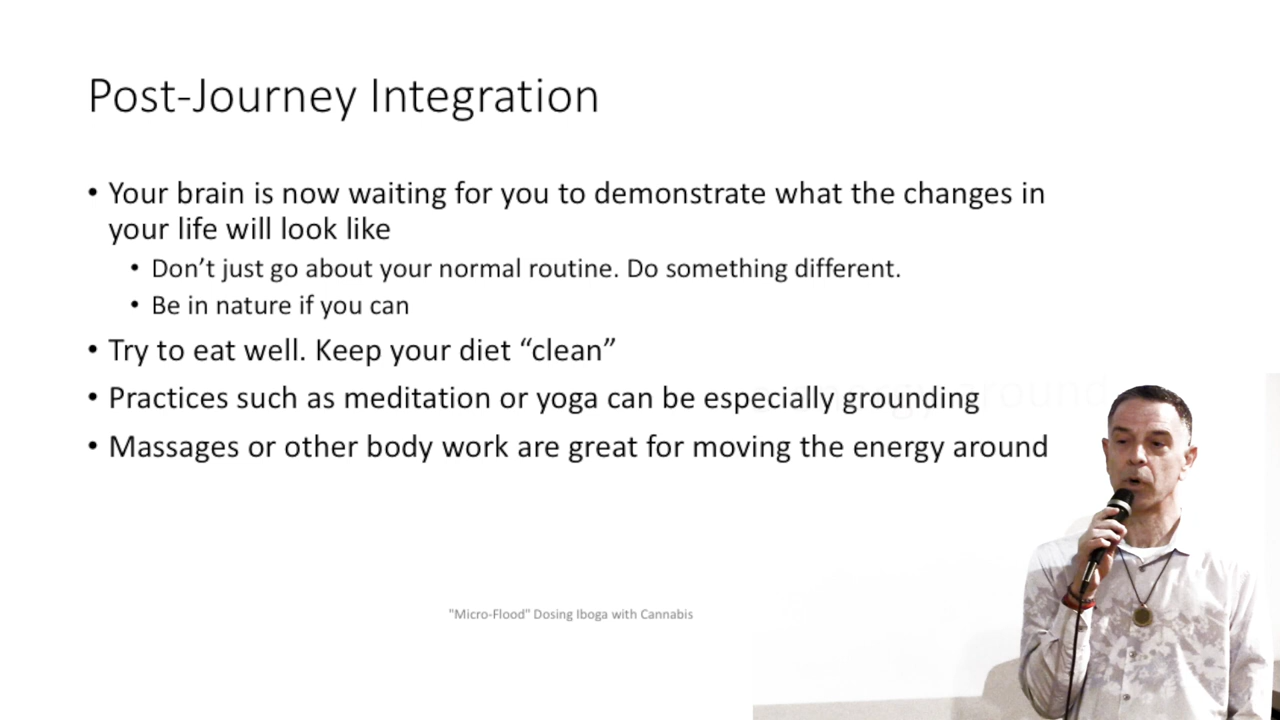 Post-Journey Integration
• Your brain is now waiting for you to demonstrate what the changes in
your life will look like
• Don’t just go about your normal routine. Do something different.
• Be in nature if you can
• Try to eat well. Keep your diet “clean”
• Practices such as meditation or yoga can be especially grounding
• Massages or other body work are great for moving the energy around
"Micro-Flood" Dosing Iboga with Cannabis